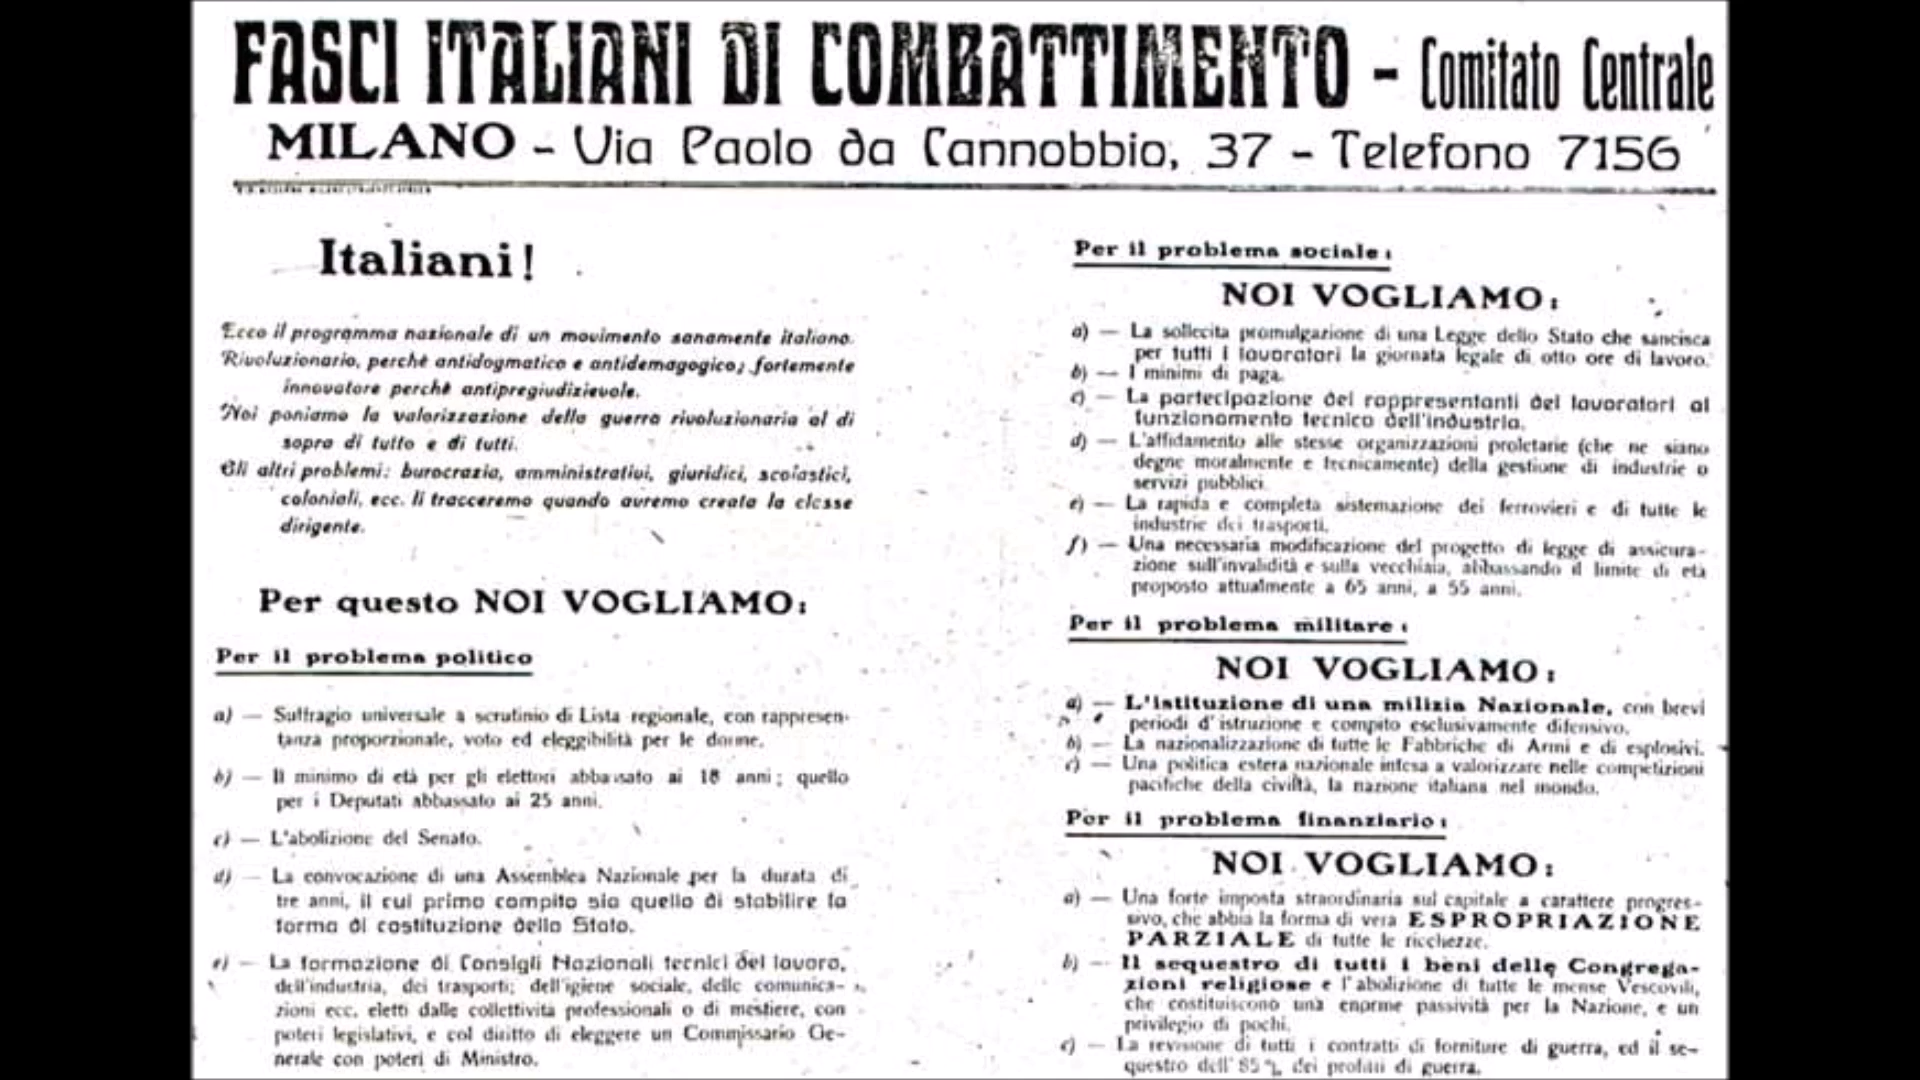 FASCI ITALIANI DI COMBATTIMENTO - Comitato Centrale
MILANO - Via Paolo da Cannobbio, 37 - Telefono 7156
Italiani!
Ecco il programma nazionale di un movimento sanamente italiano.
Rivoluzionario, perchè antidogmatico e antidemagogico; fortemente
innovatore perchè antipregiudizievole.
Noi poniamo la valorizzazione della guerra rivoluzionaria al di
sopra di tutto e di tutti.
Gli altri problemi: burocrazia, amministrativi, giuridici, scolastici,
coloniali, ecc. li tracceremo quando avremo creata la classe
dirigente.
Per questo NOI VOGLIAMO:
Per il problema politico
a) — Suffragio universale a scrutinio di Lista regionale, con rappresen-
tanza proporzionale, voto ed eleggibilità per le donne.
b) — Il minimo di età per gli elettori abbassato ai 18 anni; quello
per i Deputati abbassato ai 25 anni.
c) — L'abolizione del Senato.
d) — La convocazione di una Assemblea Nazionale per la durata di
tre anni, il cui primo compito sia quello di stabilire la
forma di costituzione dello Stato.
e) — La formazione di Consigli Nazionali tecnici del lavoro,
dell'industria, dei trasporti; dell'igiene sociale, delle comunica-
zioni ecc. eletti dalle collettività professionali o di mestiere, con
poteri legislativi, e col diritto di eleggere un Commissario Ge-
nerale con poteri di Ministro.
Per il problema sociale:
NOI VOGLIAMO:
a) — La sollecita promulgazione di una Legge dello Stato che sancisca
per tutti i lavoratori la giornata legale di otto ore di lavoro.
b) — I minimi di paga.
c) — La partecipazione dei rappresentanti dei lavoratori al
funzionamento tecnico dell'industria.
d) — L'affidamento alle stesse organizzazioni proletarie (che ne siano
degne moralmente e tecnicamente) della gestione di industrie o
servizi pubblici.
e) — La rapida e completa sistemazione dei ferrovieri e di tutte le
industrie dei trasporti.
f) — Una necessaria modificazione del progetto di legge di assicura-
zione sull'invalidità e sulla vecchiaia, abbassando il limite di età
proposto attualmente a 65 anni, a 55 anni.
Per il problema militare:
NOI VOGLIAMO:
a) — L'istituzione di una milizia Nazionale, con brevi
periodi d'istruzione e compito esclusivamente difensivo.
b) — La nazionalizzazione di tutte le Fabbriche di Armi e di esplosivi.
c) — Una politica estera nazionale intesa a valorizzare nelle competizioni
pacifiche della civiltà, la nazione italiana nel mondo.
Per il problema finanziario:
NOI VOGLIAMO:
a) — Una forte imposta straordinaria sul capitale a carattere progres-
sivo, che abbia la forma di vera ESPROPRIAZIONE
PARZIALE di tutte le ricchezze.
b) — Il sequestro di tutti i beni delle Congrega-
zioni religiose e l'abolizione di tutte le mense Vescovili,
che costituiscono una enorme passività per la Nazione, e un
privilegio di pochi.
c) — La revisione di tutti i contratti di forniture di guerra, ed il se-
questro dell'85% dei profitti di guerra.